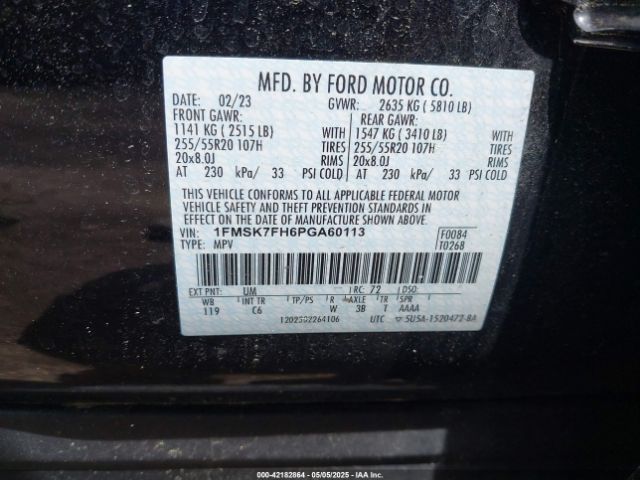 MFD. BY FORD MOTOR CO.
DATE: 02/23 GVWR: 2635 KG ( 5810 LB)
FRONT GAWR: REAR GAWR:
1141 KG ( 2515 LB) 1547 KG ( 3410 LB) WITH
255/55R20 107H 255/55R20 107H TIRES
20x8.0J 20x8.0J RIMS
AT 230 kPa/ 33 PSI COLD AT 230 kPa/ 33 PSI COLD
WITH
TIRES
RIMS
THIS VEHICLE CONFORMS TO ALL APPLICABLE FEDERAL MOTOR
VEHICLE SAFETY AND THEFT PREVENTION STANDARDS IN
EFFECT ON THE DATE OF MANUFACTURE SHOWN ABOVE.
VIN: 1FMSK7FH6PGA60113 F0084
TYPE: MPV T0268
EXT PNT: UM RC: 72 DSO:
WB INT TR TP/PS R AXLE TR SPR
119 C6 W 3B T AAAA
1202302264106 UTC 5U5A-1520472-BA
000-42182864 05/05/2025 - IAA Inc.